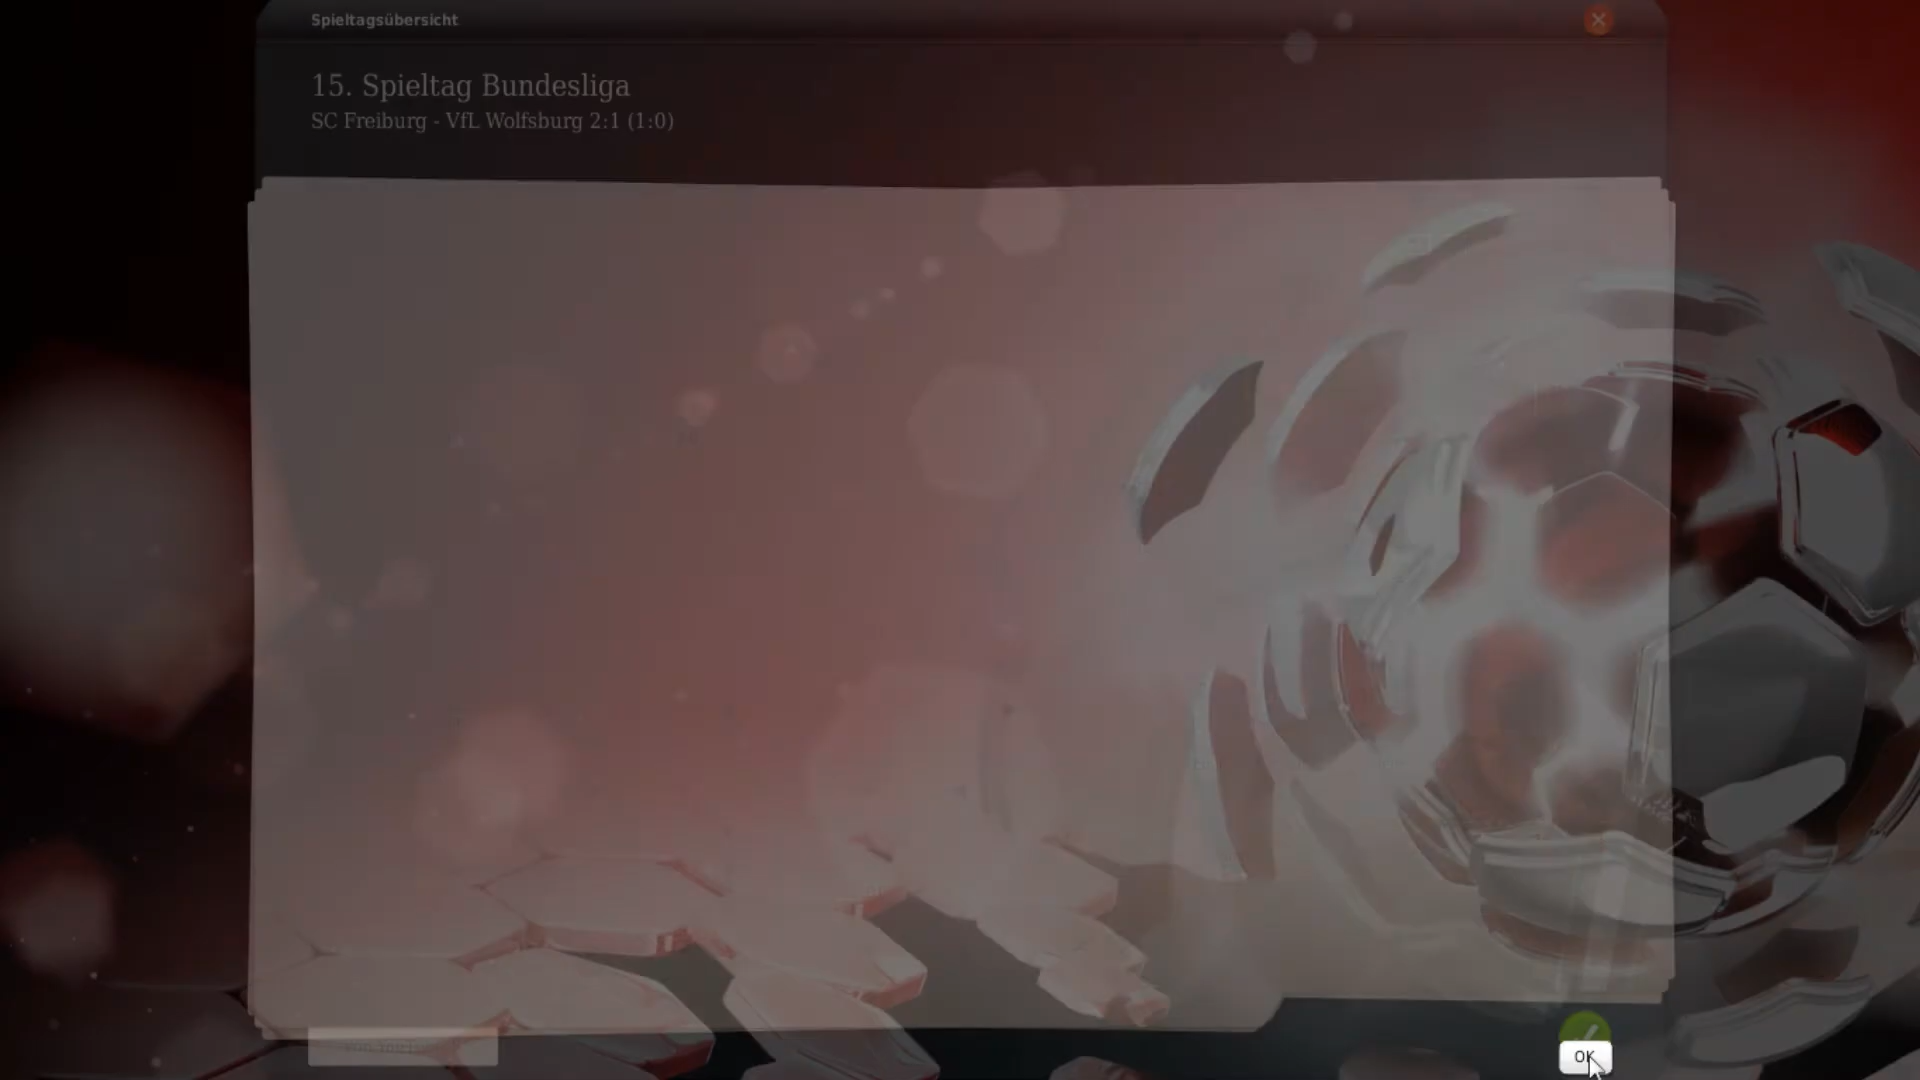 Spieltagsübersicht
15. Spieltag Bundesliga
SC Freiburg - VfL Wolfsburg 2:1 (1:0)
OK